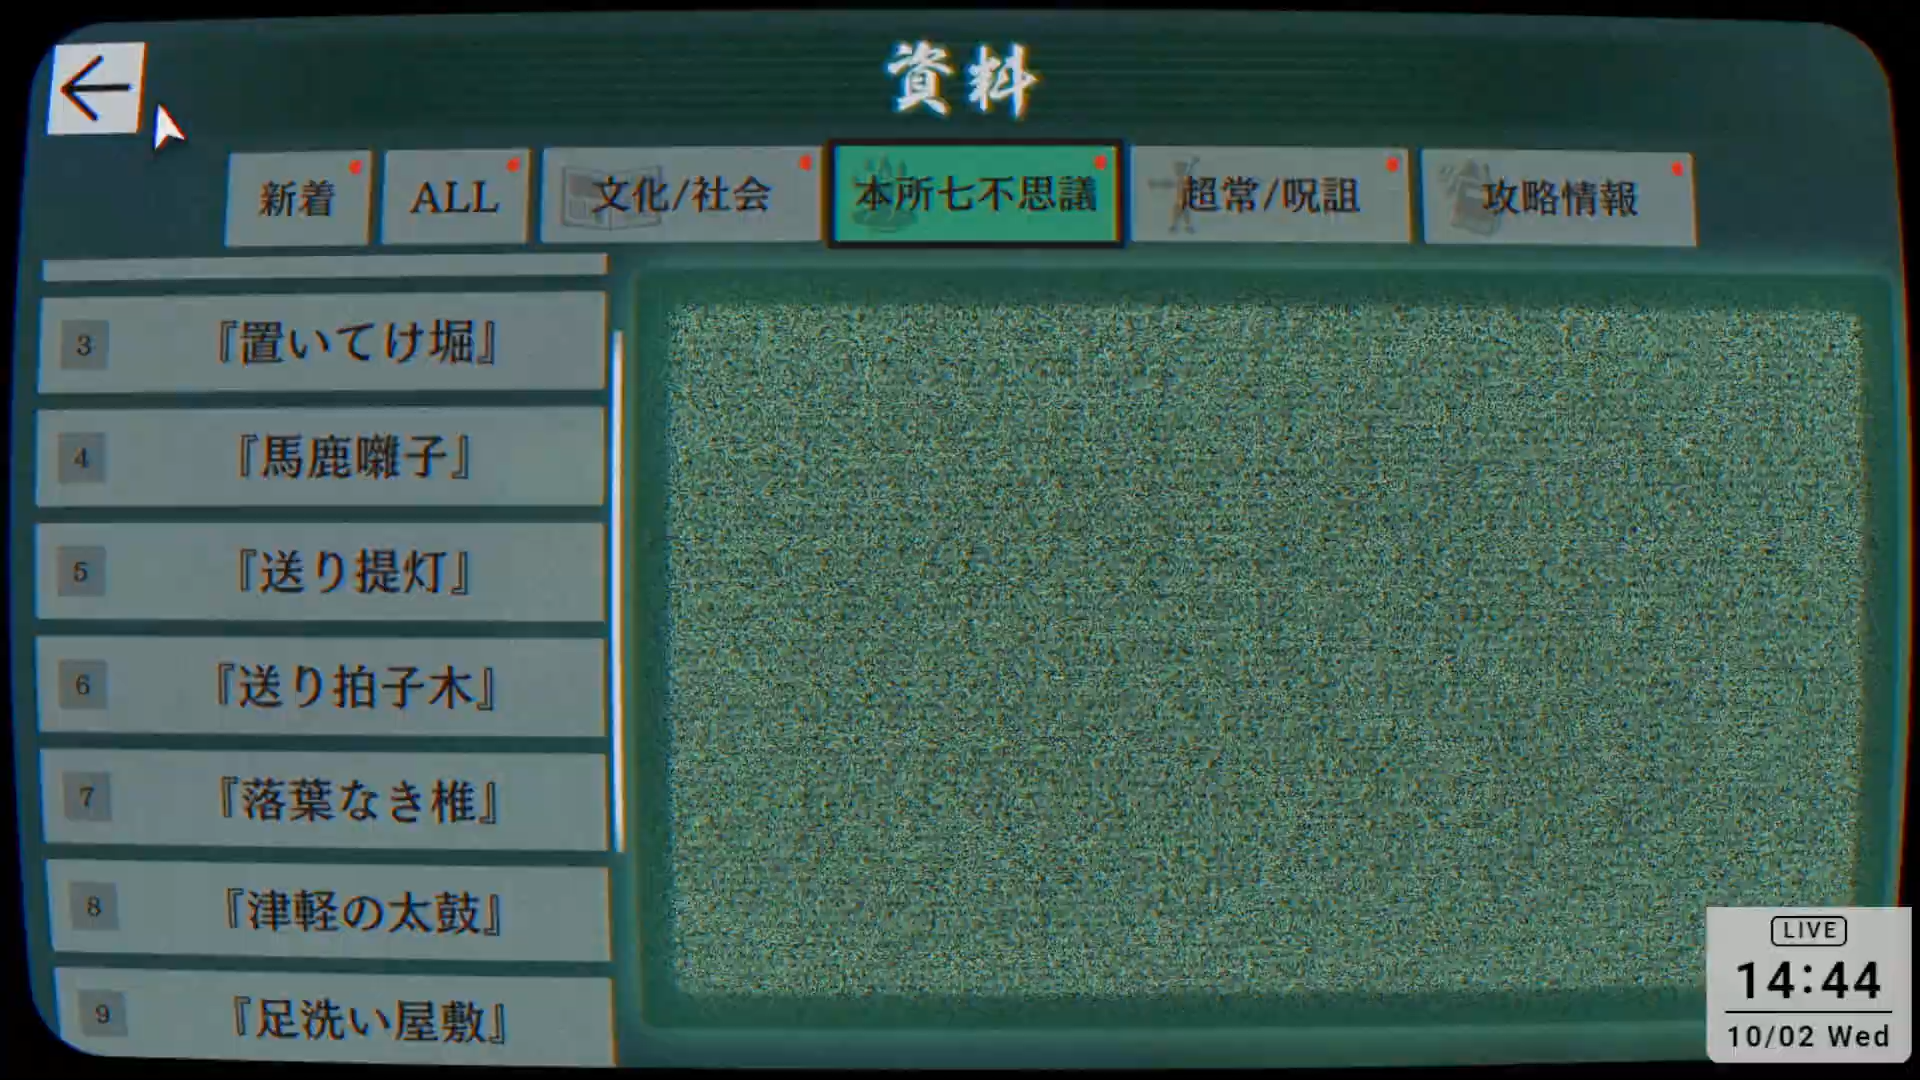 資料
新着
ALL
文化/社会
本所七不思議
超常/呪詛
攻略情報
3
『置いてけ堀』
4
『馬鹿囃子』
5
『送り提灯』
6
『送り拍子木』
7
『落葉なき椎』
8
『津軽の太鼓』
9
『足洗い屋敷』
LIVE
14:44
10/02 Wed